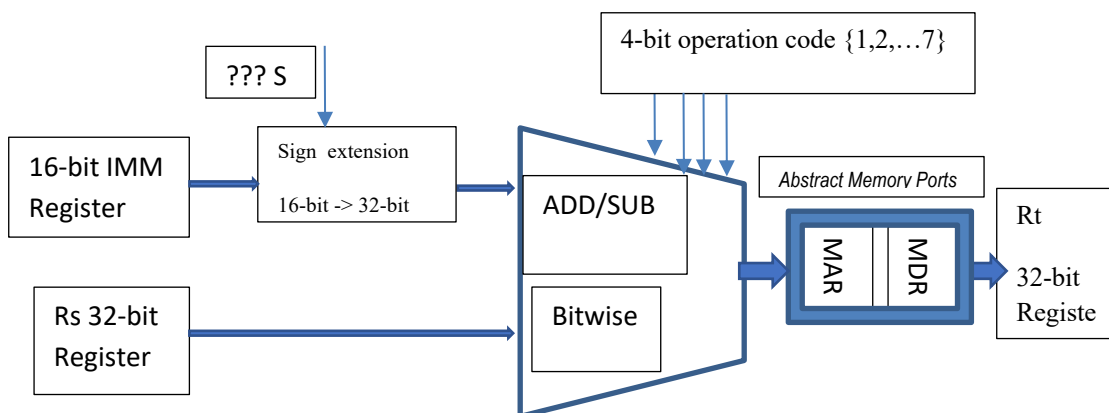 4-bit operation code {1,2,…7}
??? S
16-bit IMM
Register
Sign extension
16-bit -> 32-bit
ADD/SUB
Abstract Memory Ports
MAR
MDR
Rt
32-bit
Registe
Rs 32-bit
Register
Bitwise